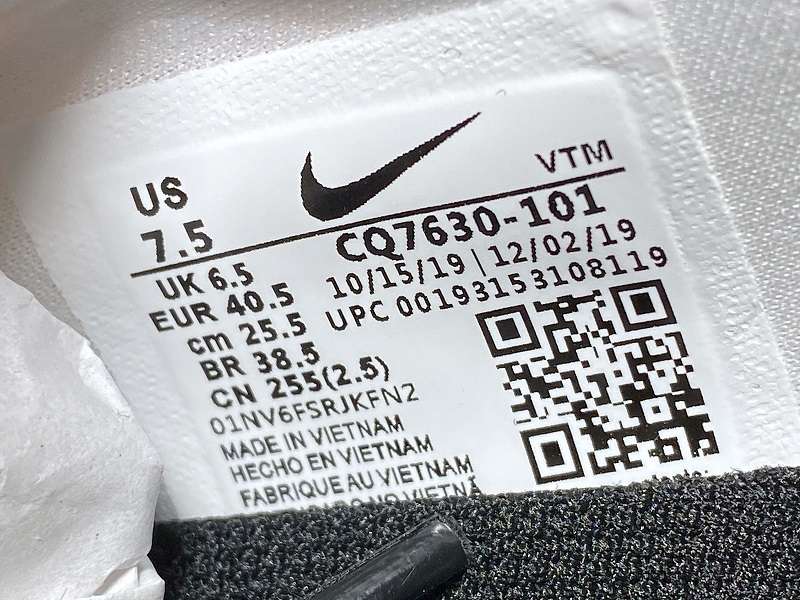 US
7.5
VTM
CQ7630-101
UK 6.5
10/15/19 | 12/02/19
EUR 40.5
UPC 00193153108119
cm 25.5
BR 38.5
CN 255(2.5)
01NV6FSRJKFN2
MADE IN VIETNAM
HECHO EN VIETNAM
FABRIQUE AU VIETNAM
NO VIETNÃ